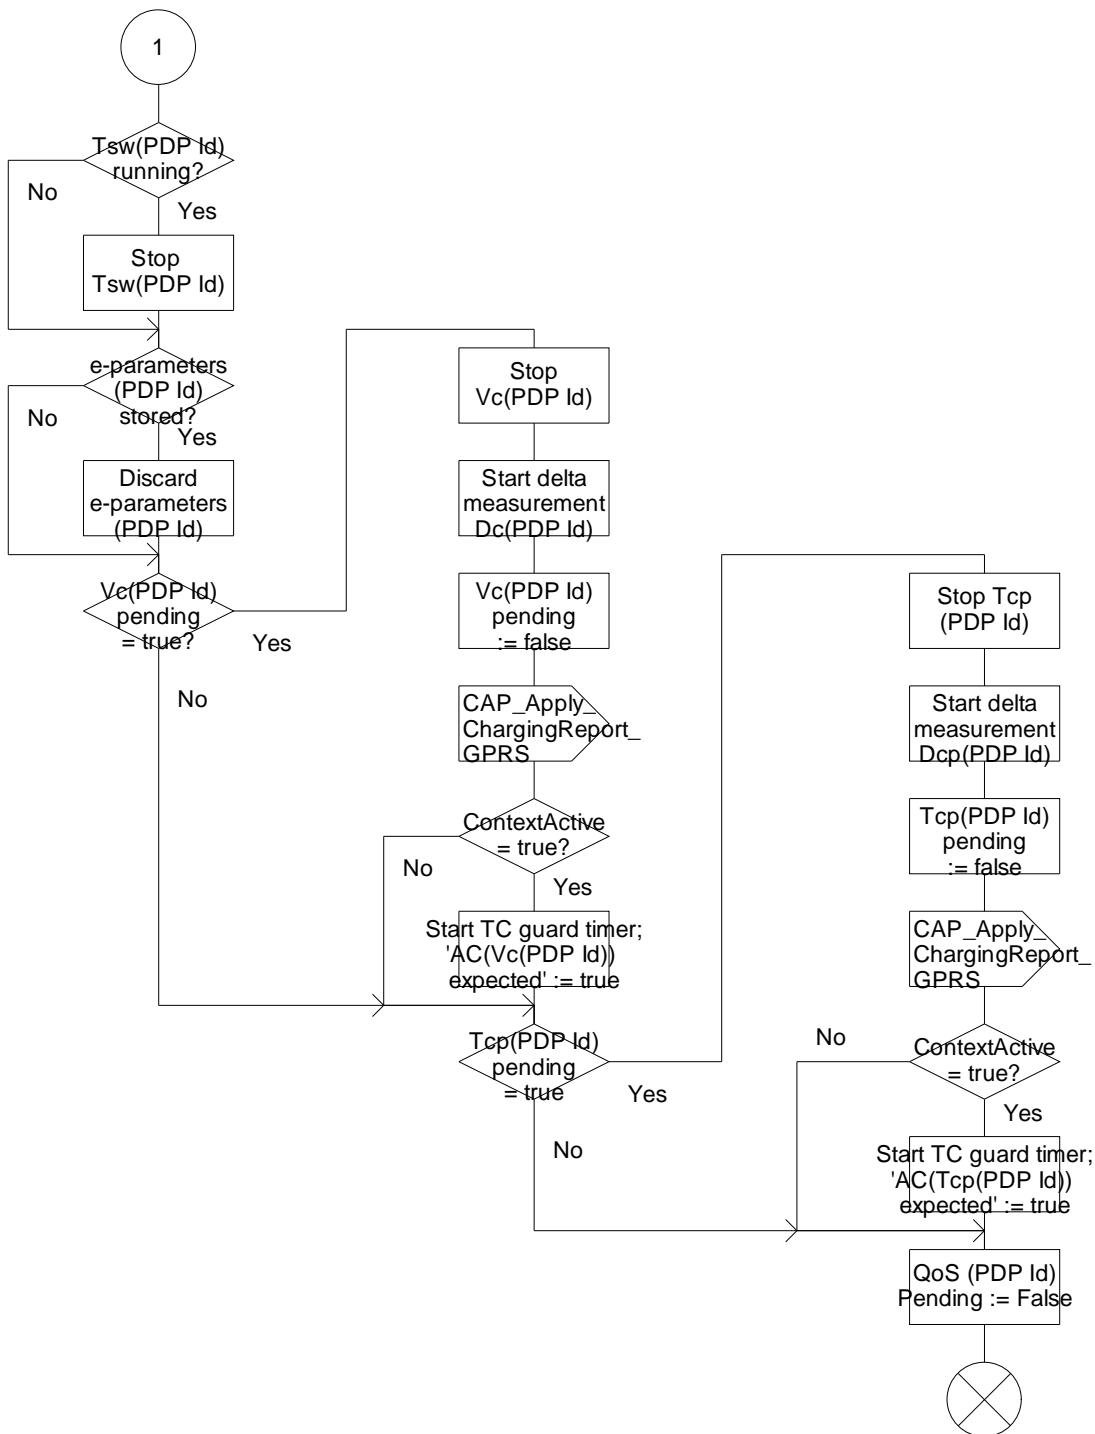 1
Tsw(PDP Id)
running?
No
Yes
Stop
Tsw(PDP Id)
e-parameters
(PDP Id)
stored?
No
Yes
Discard
e-parameters
(PDP Id)
Vc(PDP Id)
pending
= true?
Yes
No
Stop
Vc(PDP Id)
Start delta
measurement
Dc(PDP Id)
Vc(PDP Id)
pending
:= false
CAP_Apply_
ChargingReport_
GPRS
ContextActive
= true?
No
Yes
Start TC guard timer;
'AC(Vc(PDP Id))
expected' := true
Tcp(PDP Id)
pending
= true
Yes
No
Stop Tcp
(PDP Id)
Start delta
measurement
Dcp(PDP Id)
Tcp(PDP Id)
pending
:= false
CAP_Apply_
ChargingReport_
GPRS
No
ContextActive
= true?
Yes
Start TC guard timer;
'AC(Tcp(PDP Id))
expected' := true
QoS (PDP Id)
Pending := False